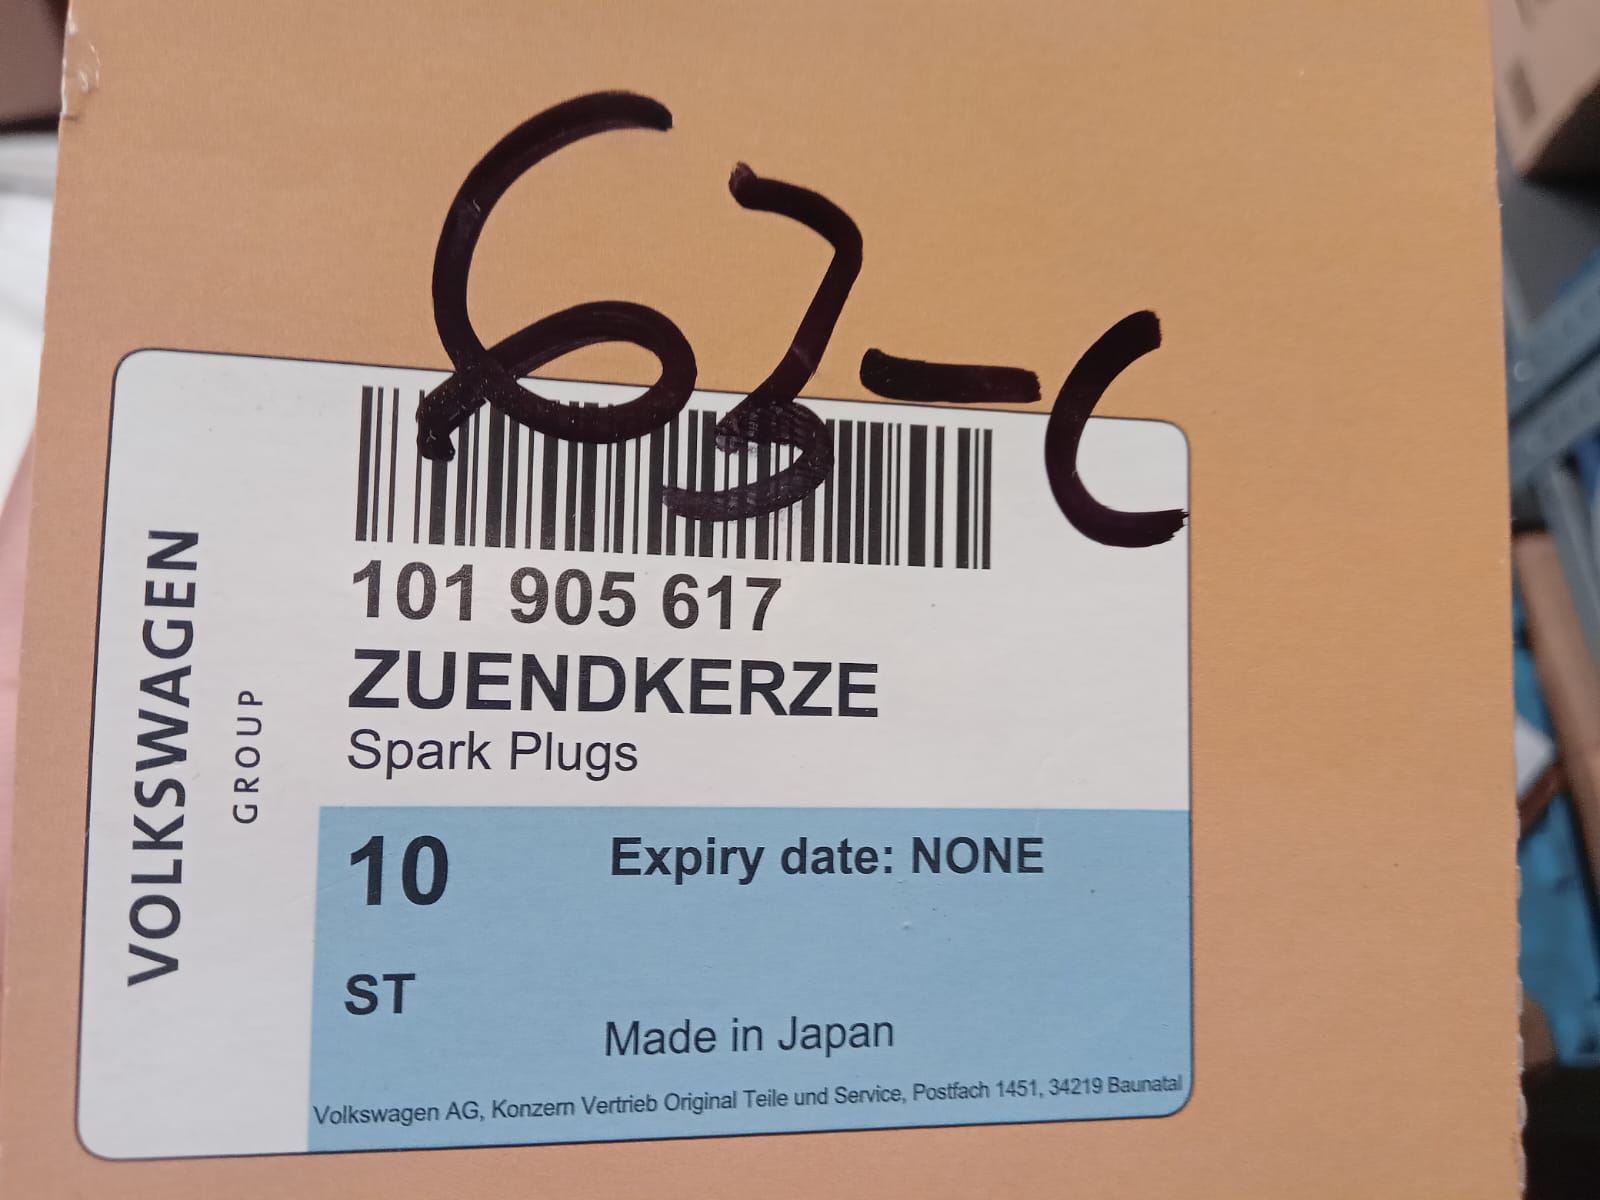 63-C
101 905 617
ZUENDKERZE
Spark Plugs
VOLKSWAGEN
GROUP
10
Expiry date: NONE
ST
Made in Japan
Volkswagen AG, Konzern Vertrieb Original Teile und Service, Postfach 1451, 34219 Baunatal